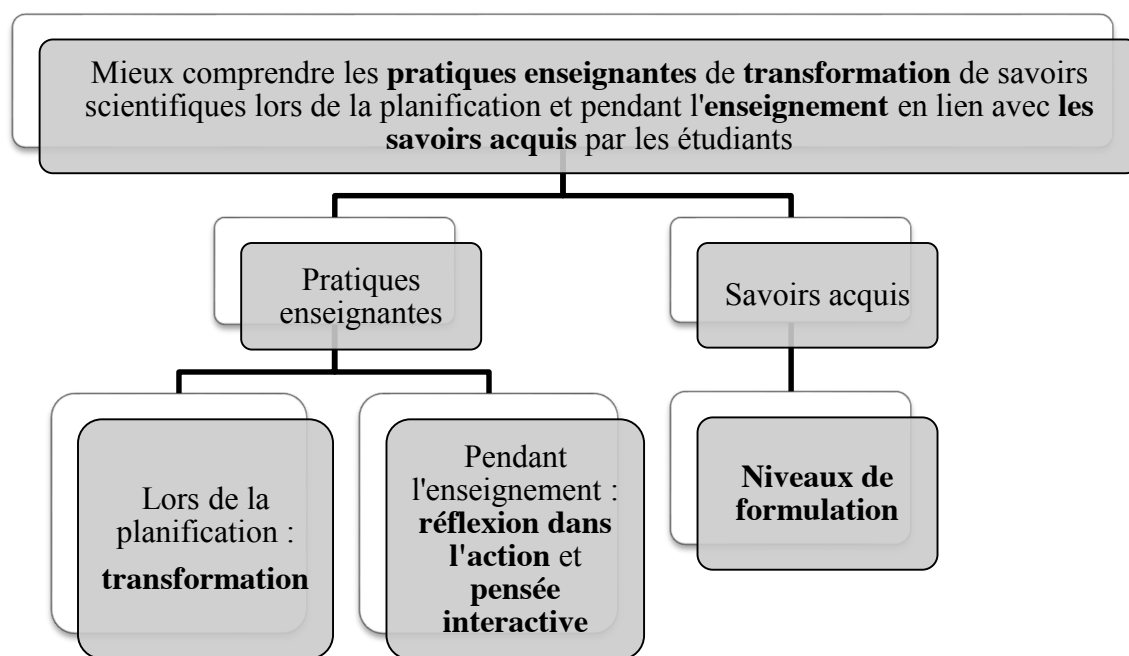 Mieux comprendre les pratiques enseignantes de transformation de savoirs
scientifiques lors de la planification et pendant l'enseignement en lien avec les
savoirs acquis par les étudiants
Pratiques
enseignantes
Savoirs acquis
Lors de la
planification :
transformation
Pendant
l'enseignement :
réflexion dans
l'action et
pensée
interactive
Niveaux de
formulation